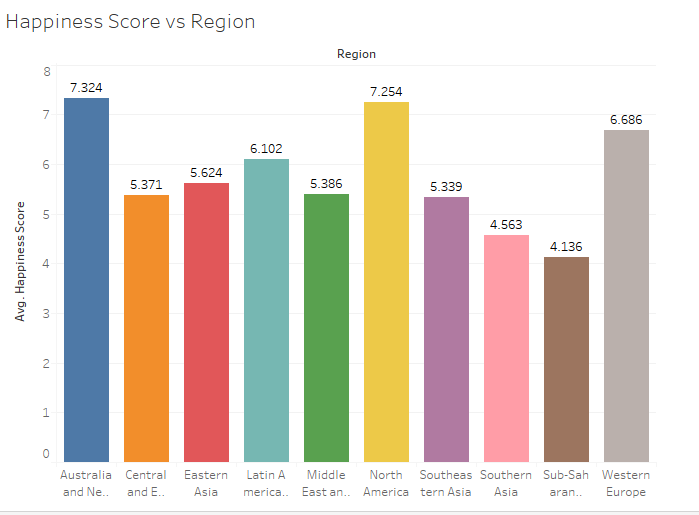 Happiness Score vs Region
Region
Avg. Happiness Score
8
7
6
5
4
3
2
1
0
7.324
5.371
5.624
6.102
5.386
7.254
5.339
4.563
4.136
6.686
Australia
and Ne..
Central
and E..
Eastern
Asia
Latin A
merica..
Middle
East an..
North
America
Southeas
tern Asia
Southern
Asia
Sub-Sah
aran..
Western
Europe